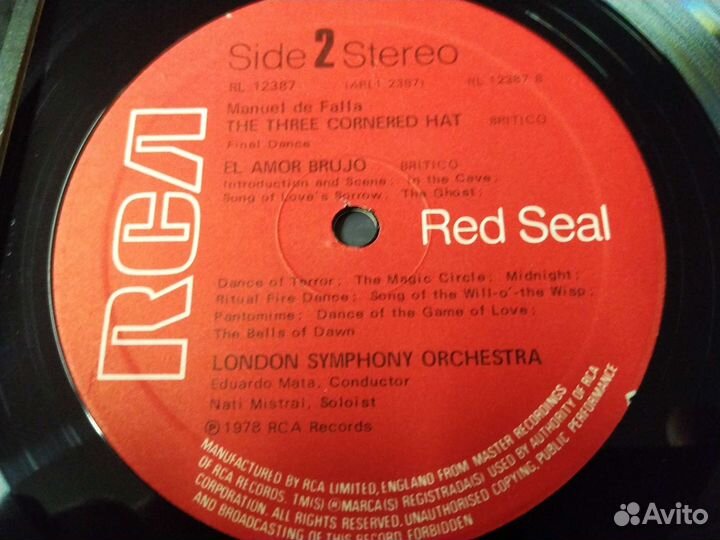 RCA
Side 2 Stereo
RL 12387 (ARL1 2387) RL 12387 B
Manuel de Falla
THE THREE CORNERED HAT BRITICO
Final Dance
EL AMOR BRUJO BRITICO
Introduction and Scene; In the Cave;
Song of Love's Sorrow; The Ghost;
Red Seal
Dance of Terror; The Magic Circle; Midnight;
Ritual Fire Dance; Song of the Will-o'-the Wisp;
Pantomime; Dance of the Game of Love;
The Bells of Dawn
LONDON SYMPHONY ORCHESTRA
Eduardo Mata, Conductor
Nati Mistral, Soloist
℗ 1978 RCA Records
MANUFACTURED BY RCA LIMITED, ENGLAND FROM MASTER RECORDINGS
OF RCA RECORDS. TM(S) ® MARCA(S) REGISTRADA(S) USED BY AUTHORITY OF RCA
CORPORATION. ALL RIGHTS RESERVED. UNAUTHORISED COPYING, PUBLIC PERFORMANCE
AND BROADCASTING OF THIS RECORD FORBIDDEN
Avito